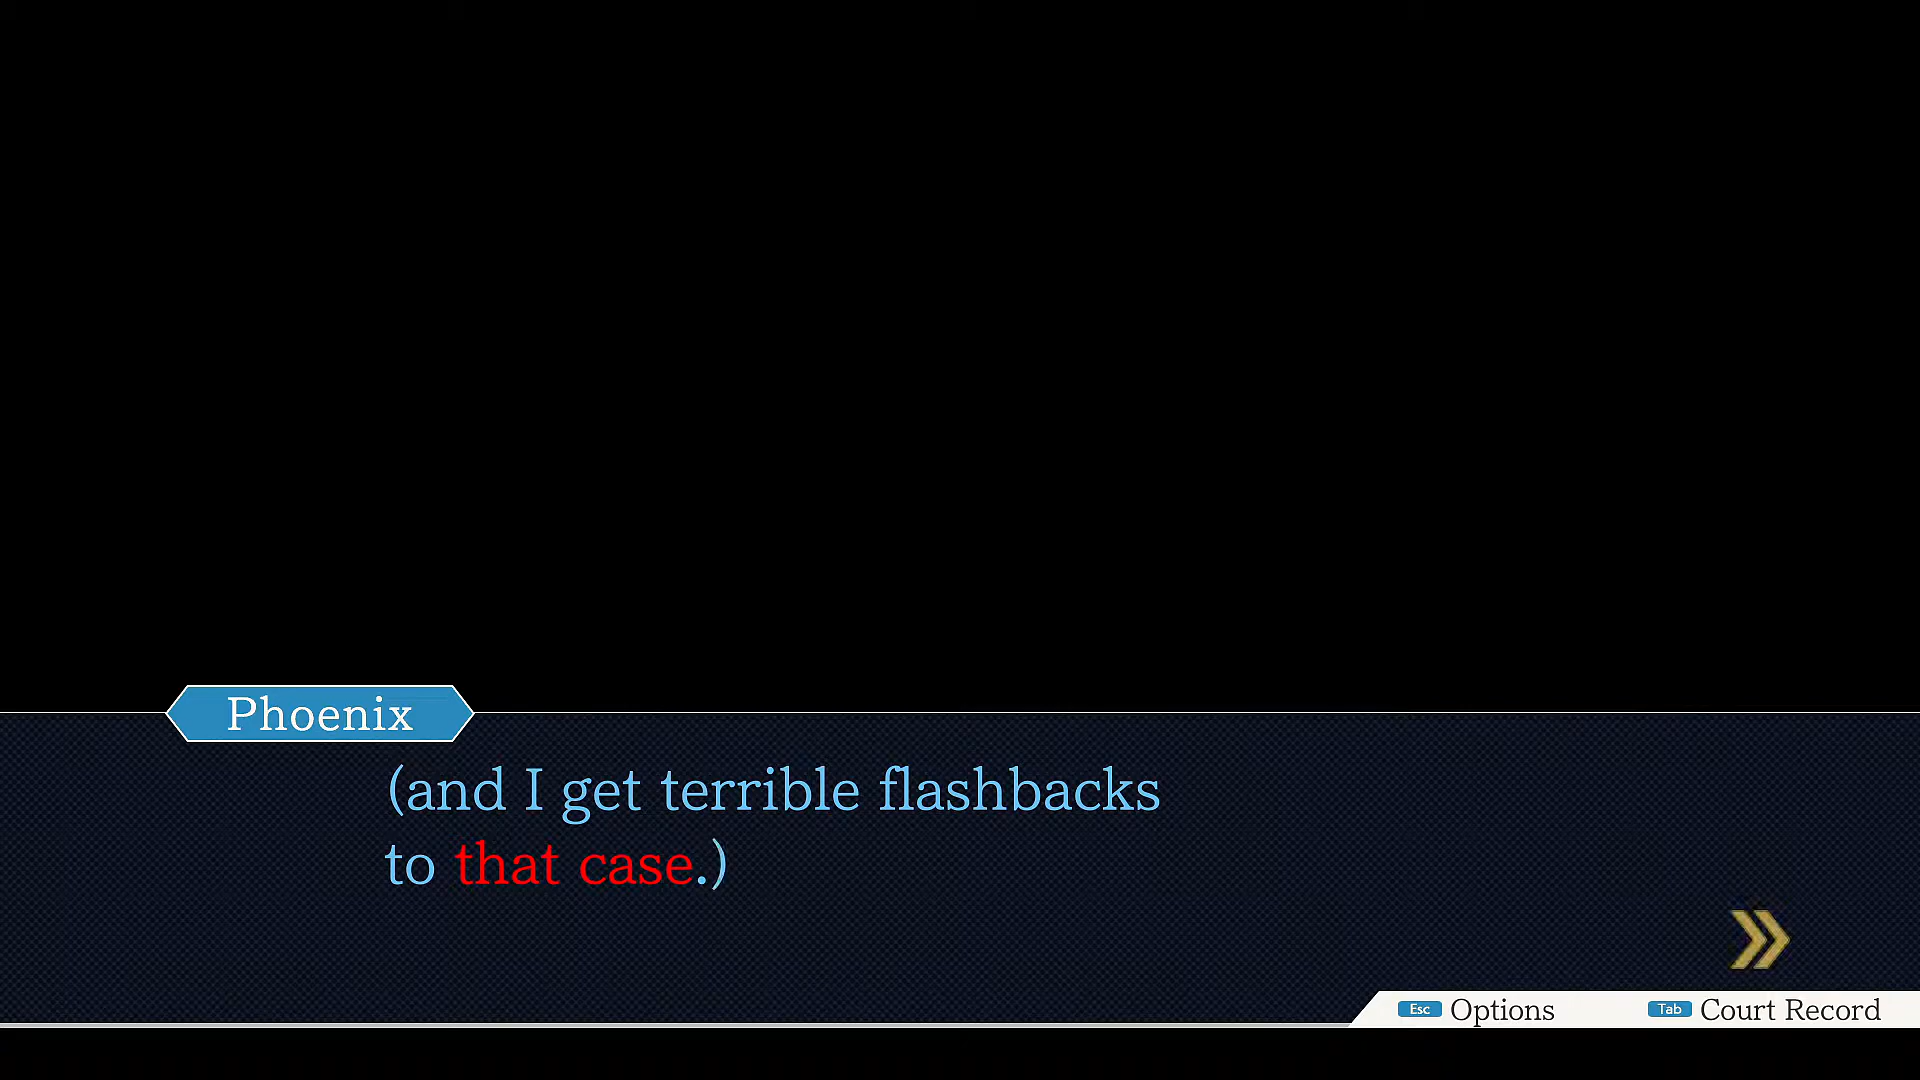 Phoenix
(and I get terrible flashbacks
to that case.)
Esc Options Tab Court Record